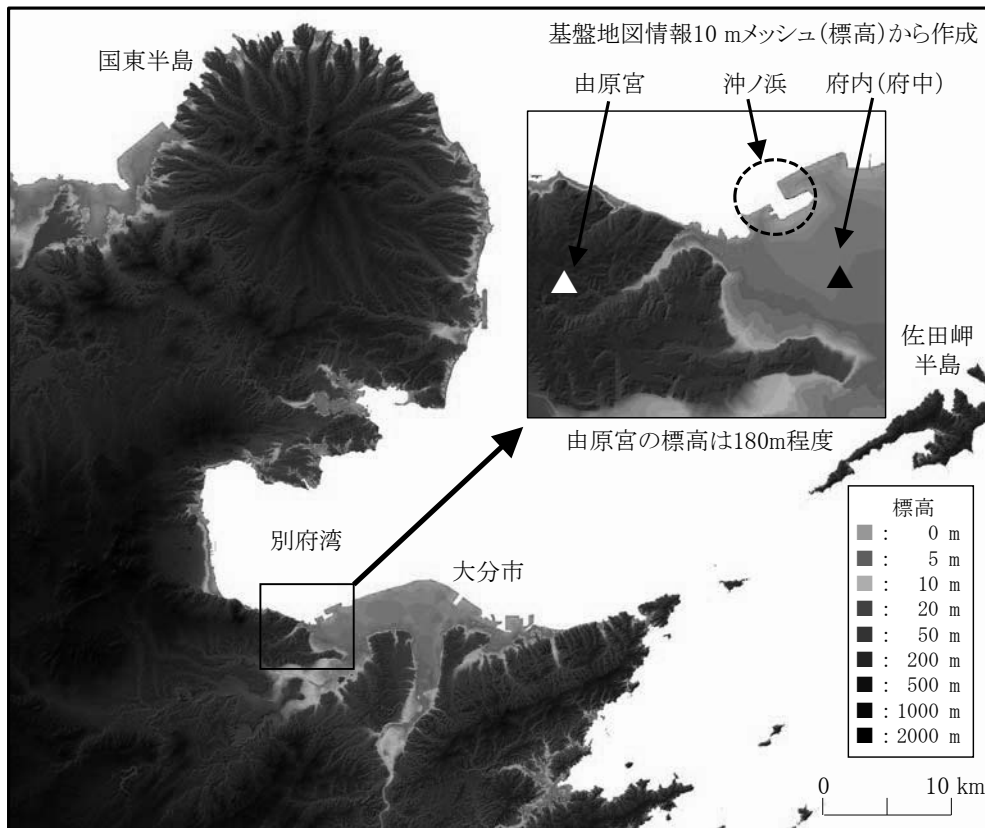 基盤地図情報10 mメッシュ(標高)から作成
国東半島
由原宮
沖ノ浜
府内(府中)
佐田岬
半島
由原宮の標高は180m程度
別府湾
大分市
標高
: 0 m
: 5 m
: 10 m
: 20 m
: 50 m
: 200 m
: 500 m
: 1000 m
: 2000 m
0 10 km